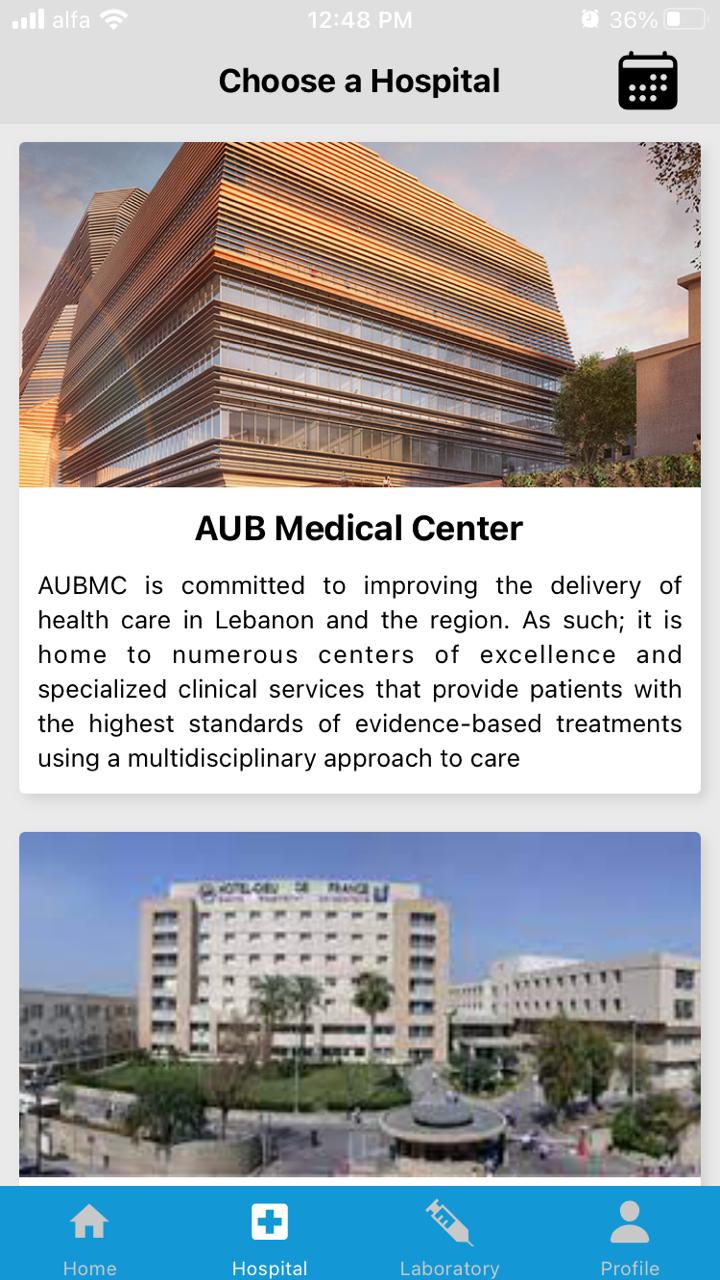 alfa
12:48 PM
36%
Choose a Hospital
AUB Medical Center
AUBMC is committed to improving the delivery of
health care in Lebanon and the region. As such; it is
home to numerous centers of excellence and
specialized clinical services that provide patients with
the highest standards of evidence-based treatments
using a multidisciplinary approach to care
HOTEL-DIEU DE FRANCE
Home
Hospital
Laboratory
Profile